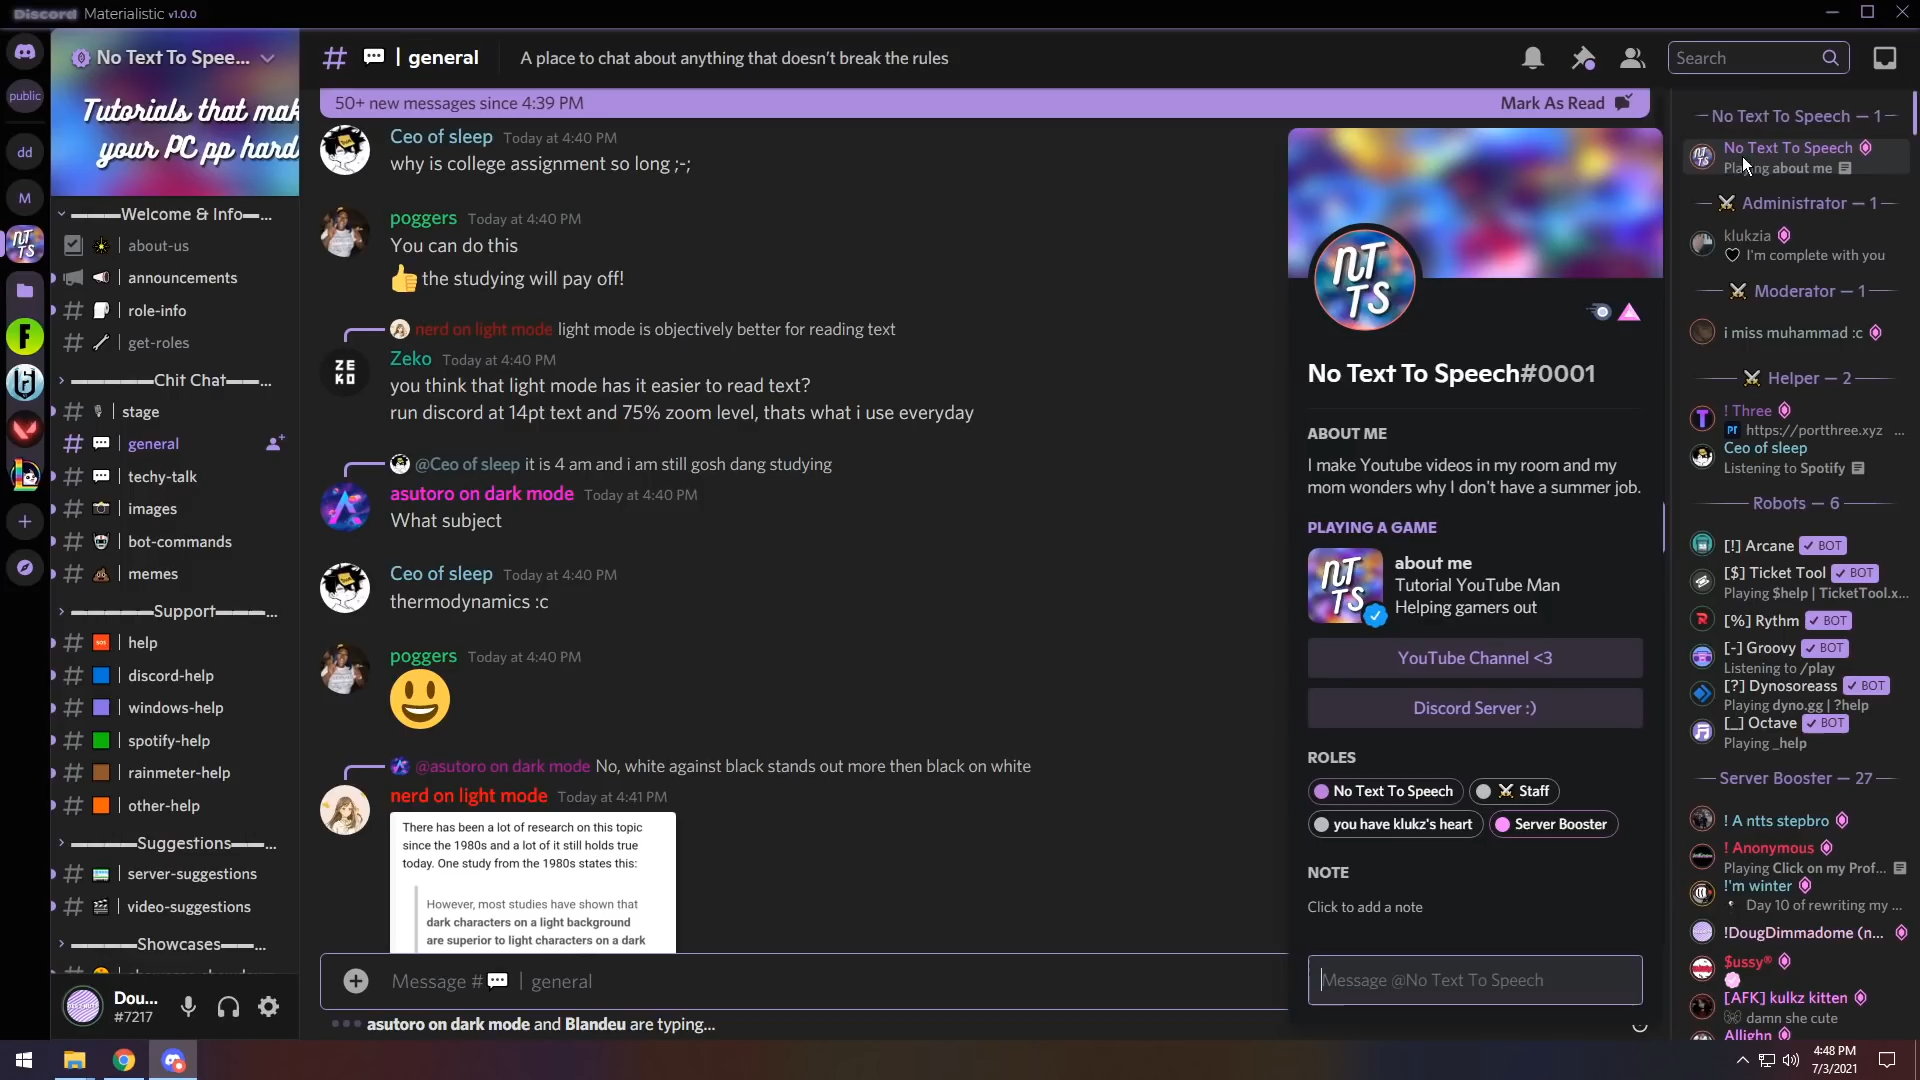 Discord Materialistic v1.0.0
public
dd
M
No Text To Spee...
Tutorials that mak
your PC pp hard
———Welcome & Info—...
about-us
announcements
role-info
get-roles
——————Chit Chat——...
stage
general
techy-talk
images
bot-commands
memes
——————Support———...
help
discord-help
windows-help
spotify-help
rainmeter-help
other-help
—————Suggestions——...
server-suggestions
video-suggestions
—————Showcases——...
Dou...
#7217
# | general
A place to chat about anything that doesn't break the rules
Search
50+ new messages since 4:39 PM
Mark As Read
Ceo of sleep Today at 4:40 PM
why is college assignment so long ;-;
poggers Today at 4:40 PM
You can do this
👍 the studying will pay off!
nerd on light mode light mode is objectively better for reading text
ZE
KO
Zeko Today at 4:40 PM
you think that light mode has it easier to read text?
run discord at 14pt text and 75% zoom level, thats what i use everyday
@Ceo of sleep it is 4 am and i am still gosh dang studying
asutoro on dark mode Today at 4:40 PM
What subject
Ceo of sleep Today at 4:40 PM
thermodynamics :c
poggers Today at 4:40 PM
@asutoro on dark mode No, white against black stands out more then black on white
nerd on light mode Today at 4:41 PM
There has been a lot of research on this topic
since the 1980s and a lot of it still holds true
today. One study from the 1980s states this:
However, most studies have shown that
dark characters on a light background
are superior to light characters on a dark
Message # | general
asutoro on dark mode and Blandeu are typing...
NT
TS
No Text To Speech#0001
ABOUT ME
I make Youtube videos in my room and my
mom wonders why I don't have a summer job.
PLAYING A GAME
NT
TS
about me
Tutorial YouTube Man
Helping gamers out
YouTube Channel <3
Discord Server :)
ROLES
No Text To Speech
Staff
you have klukz's heart
Server Booster
NOTE
Click to add a note
Message @No Text To Speech
No Text To Speech — 1
No Text To Speech
Playing about me
Administrator — 1
klukzia
I'm complete with you
Moderator — 1
i miss muhammad :c
Helper — 2
! Three
https://portthree.xyz ...
Ceo of sleep
Listening to Spotify
Robots — 6
[!] Arcane ✓ BOT
[$] Ticket Tool ✓ BOT
Playing $help | TicketTool.x...
[%] Rythm ✓ BOT
[-] Groovy ✓ BOT
Listening to /play
[?] Dynosoreass ✓ BOT
Playing dyno.gg | ?help
[_] Octave ✓ BOT
Playing _help
Server Booster — 27
! A ntts stepbro
! Anonymous
Playing Click on my Prof...
!'m winter
Day 10 of rewriting my ...
!DougDimmadome (n...
$ussy®
[AFK] kulkz kitten
damn she cute
Allighn
4:48 PM
7/3/2021